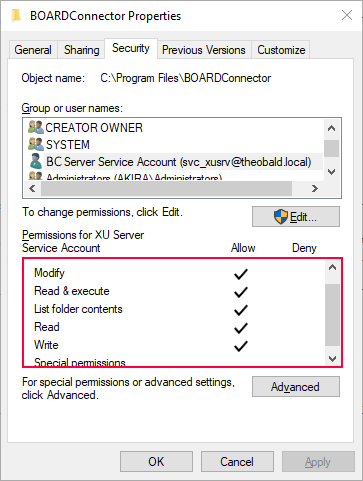 BOARDConnector Properties
General Sharing Security Previous Versions Customize
Object name: C:\Program Files\BOARDConnector
Group or user names:
CREATOR OWNER
SYSTEM
BC Server Service Account (svc_xusrv@theobald.local)
Administrators (AKIRA\Administrators)
To change permissions, click Edit.
Edit...
Permissions for XU Server
Service Account Allow Deny
Modify
Read & execute
List folder contents
Read
Write
Special permissions
For special permissions or advanced settings,
click Advanced.
Advanced
OK Cancel Apply